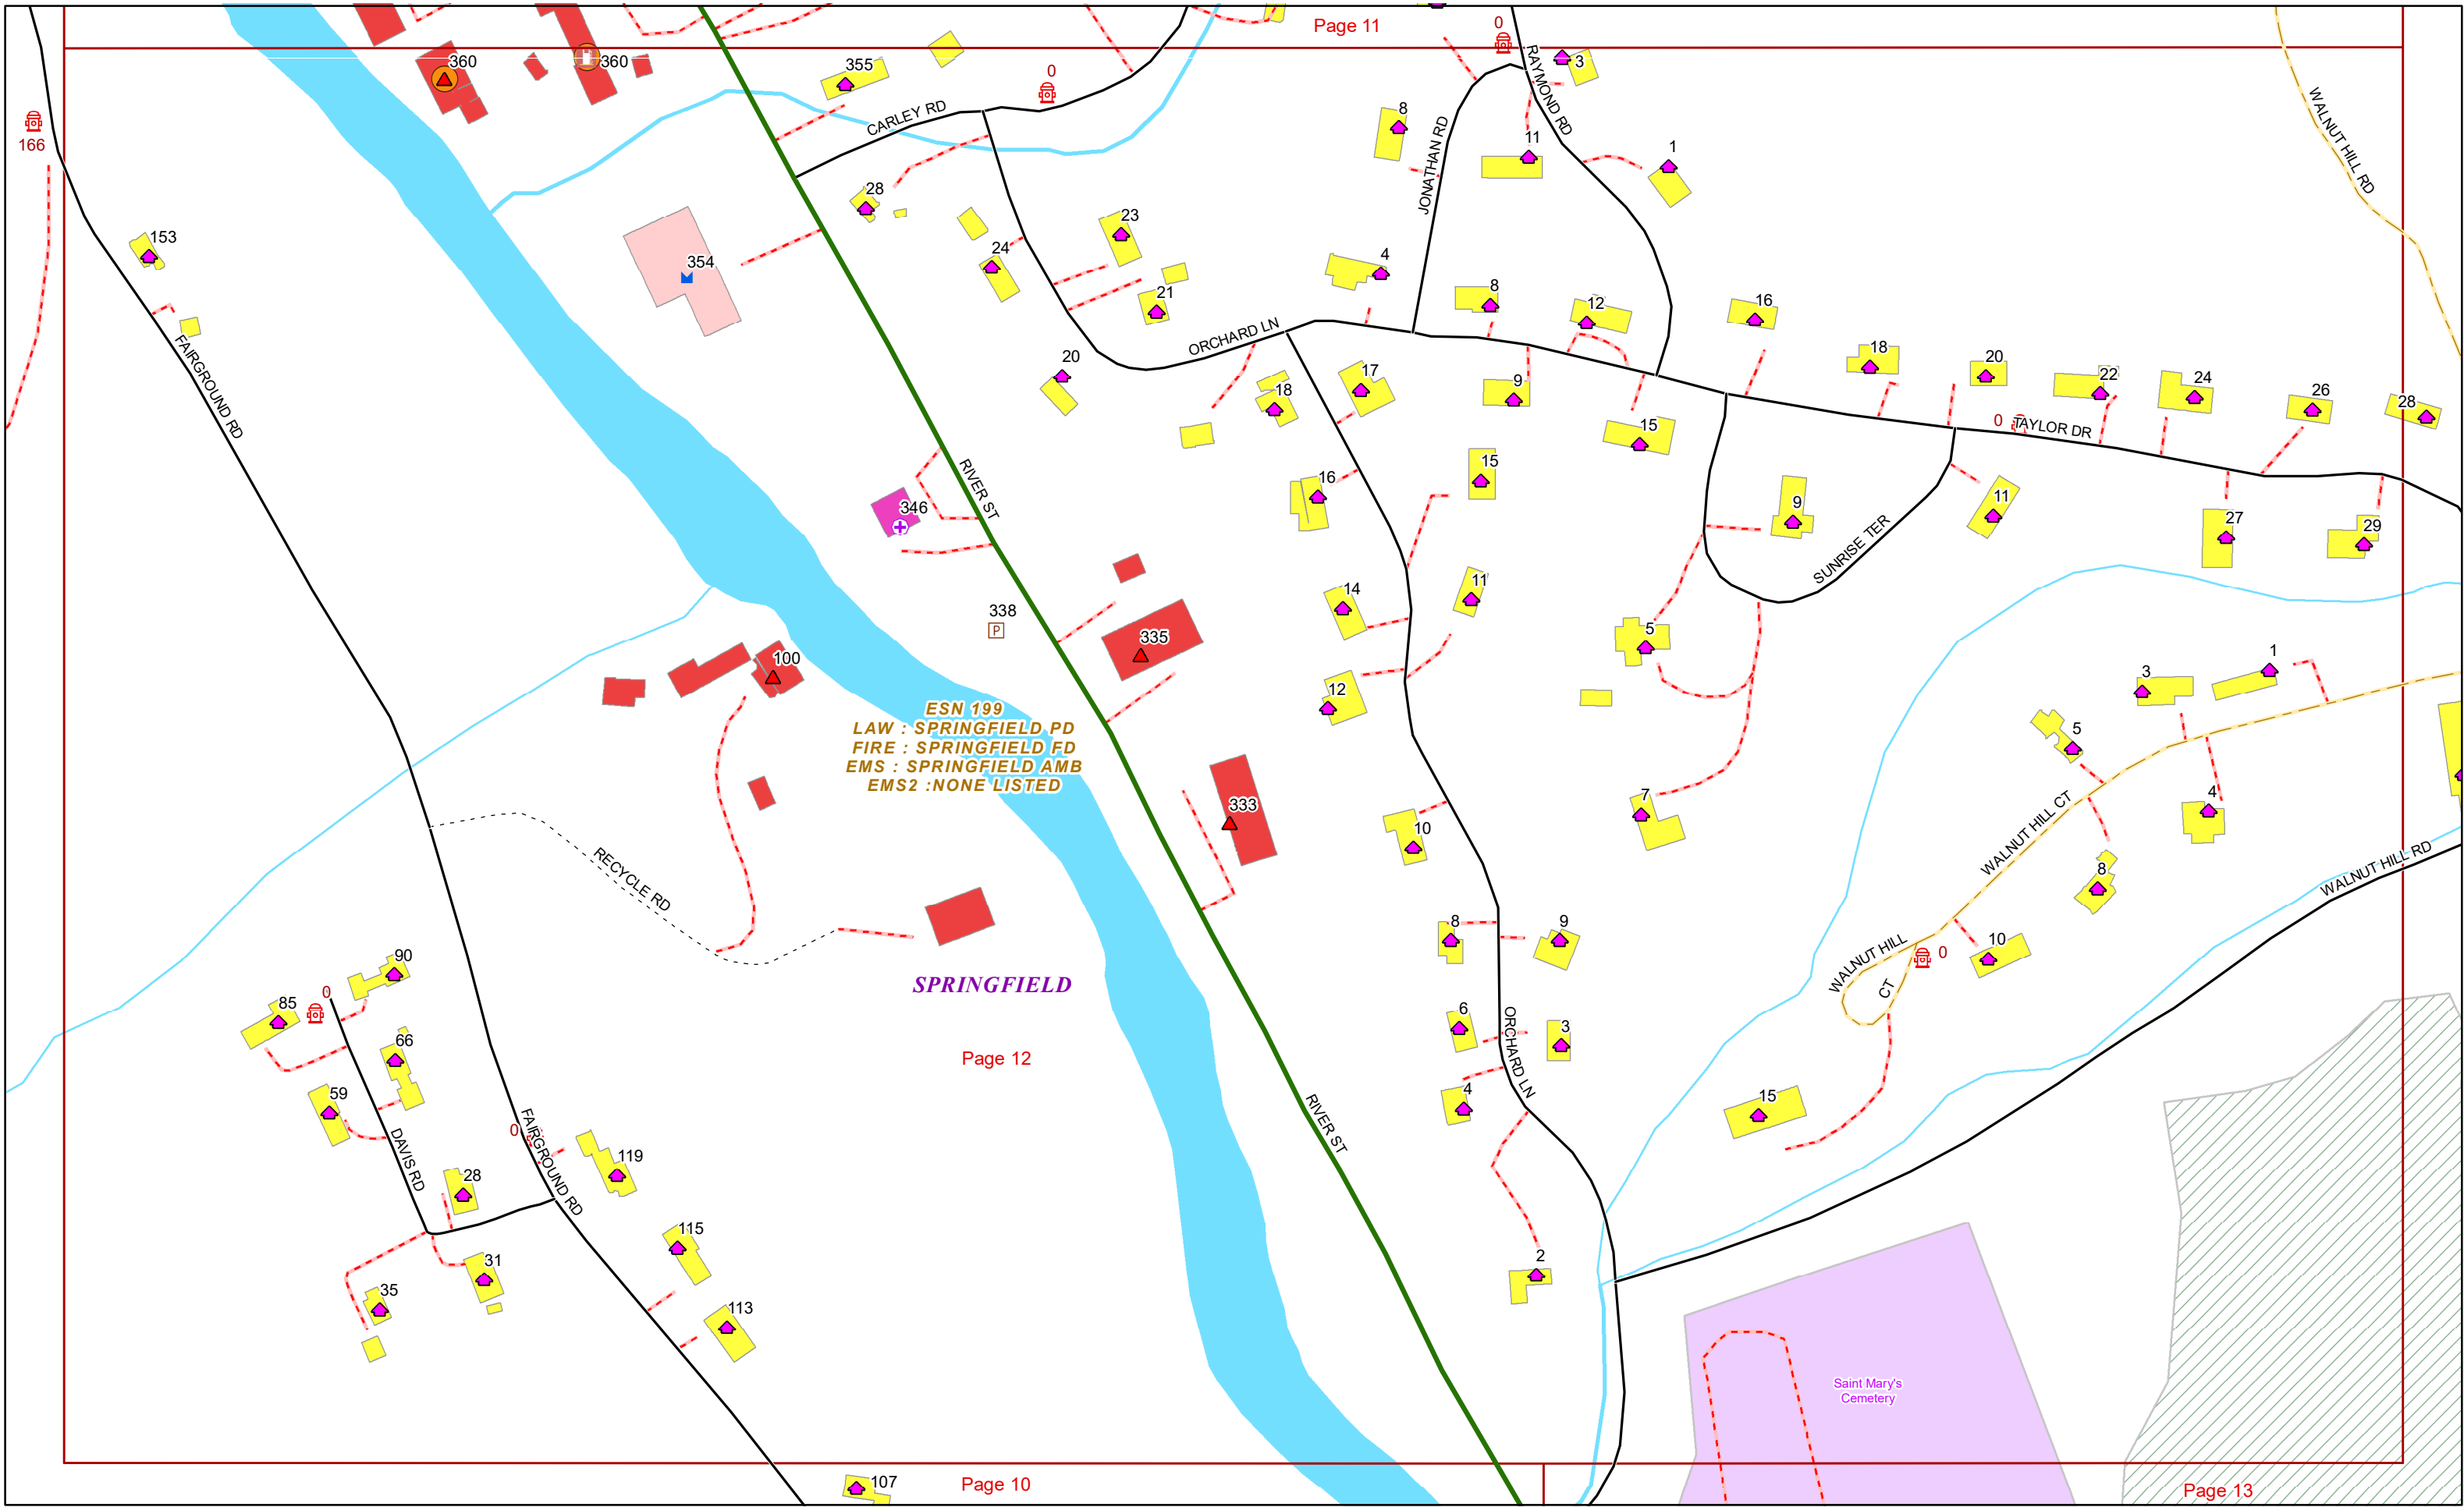 Page 11
0
360
360
355
0
3
RAYMOND RD
WALNUT HILL RD
8
CARLEY RD
11
1
166
JONATHAN RD
28
23
153
24
4
354
21
8
12
16
ORCHARD LN
FAIRGROUND RD
20
17
18
20
18
9
22
24
26
28
0
TAYLOR DR
15
RIVER ST
15
16
9
11
346
27
29
SUNRISE TER
14
11
338
P
335
5
100
1
3
12
ESN 199
LAW : SPRINGFIELD PD
FIRE : SPRINGFIELD FD
EMS : SPRINGFIELD AMB
EMS2 :NONE LISTED
5
333
7
4
WALNUT HILL CT
10
RECYCLE RD
WALNUT HILL RD
8
8
9
90
WALNUT HILL
CT
0
10
SPRINGFIELD
0
85
6
3
ORCHARD LN
66
Page 12
59
4
15
0
FAIRGROUND RD
RIVER ST
DAVIS RD
119
28
115
31
2
35
113
Saint Mary's
Cemetery
107
Page 10
Page 13